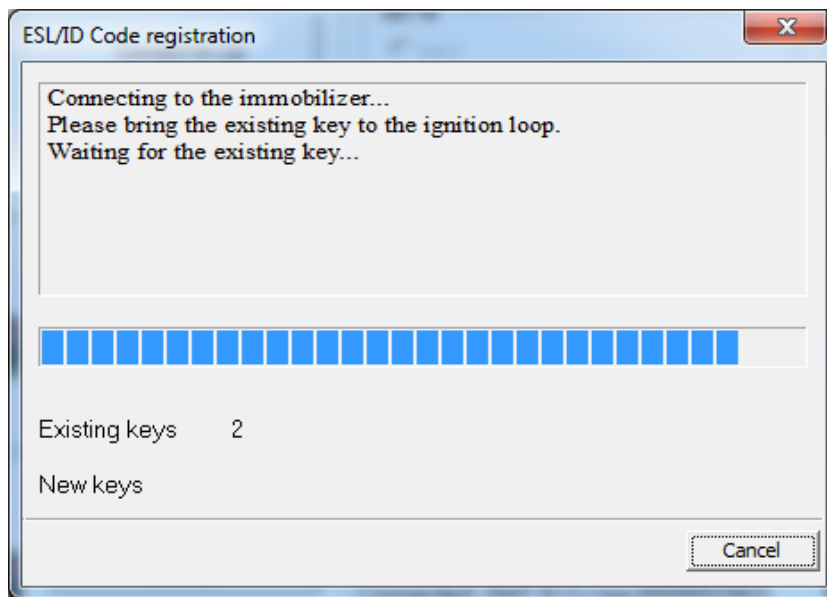 ESL/ID Code registration
Connecting to the immobilizer...
Please bring the existing key to the ignition loop.
Waiting for the existing key...
Existing keys 2
New keys
Cancel